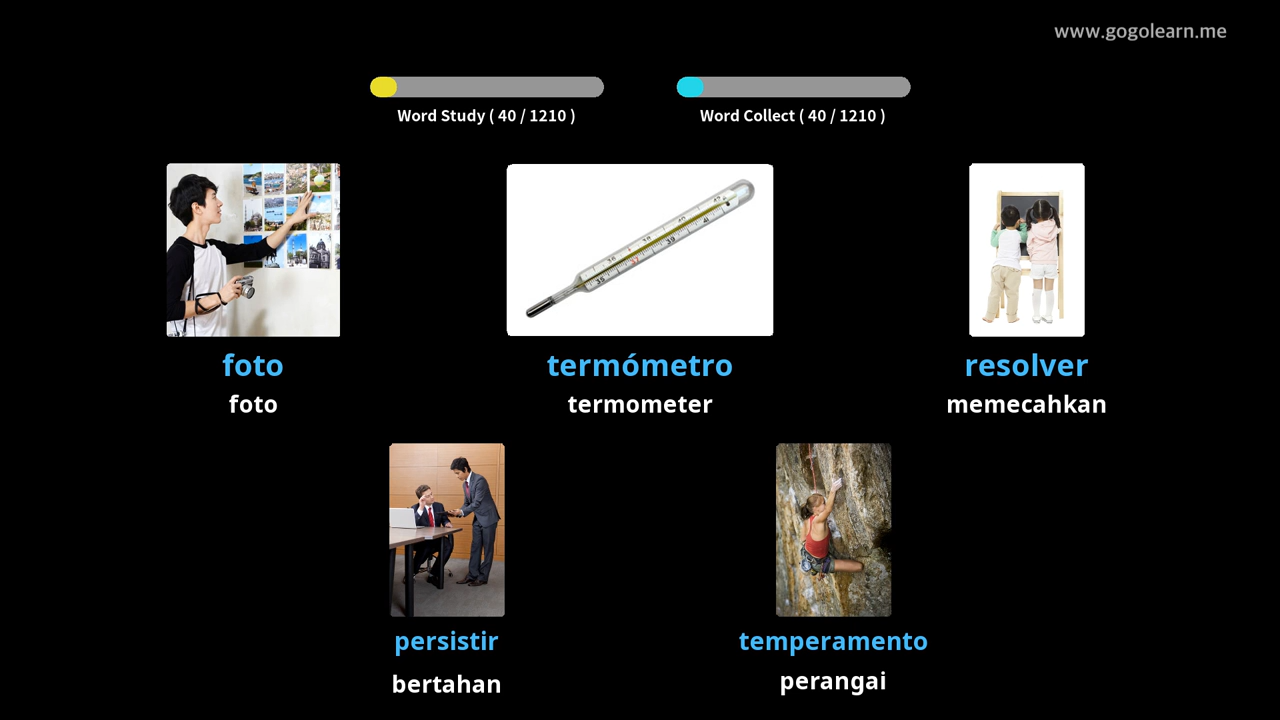 www.gogolearn.me
Word Study ( 40 / 1210 )
Word Collect ( 40 / 1210 )
foto
foto
termómetro
termometer
resolver
memecahkan
persistir
bertahan
temperamento
perangai